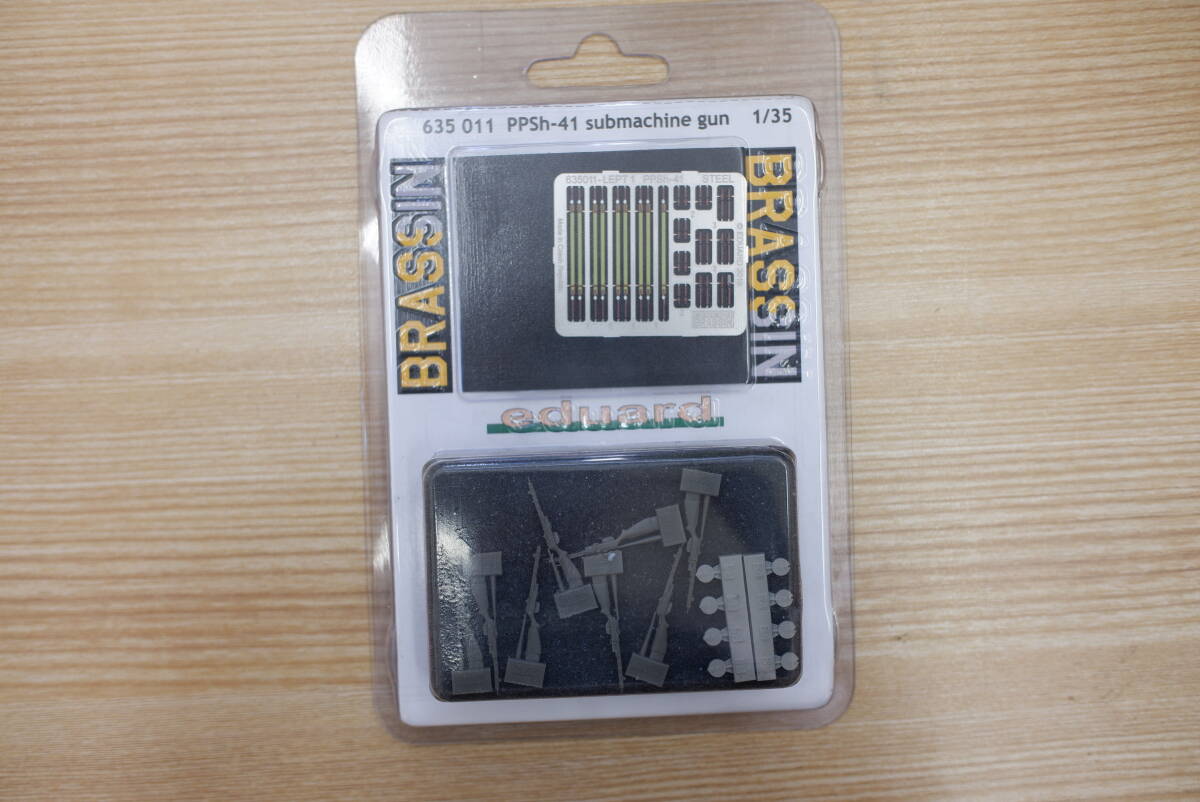 635 011 PPSh-41 submachine gun 1/35
BRASSIN
635011-LEPT1 PPSh-41 STEEL
BRASSIN
eduard